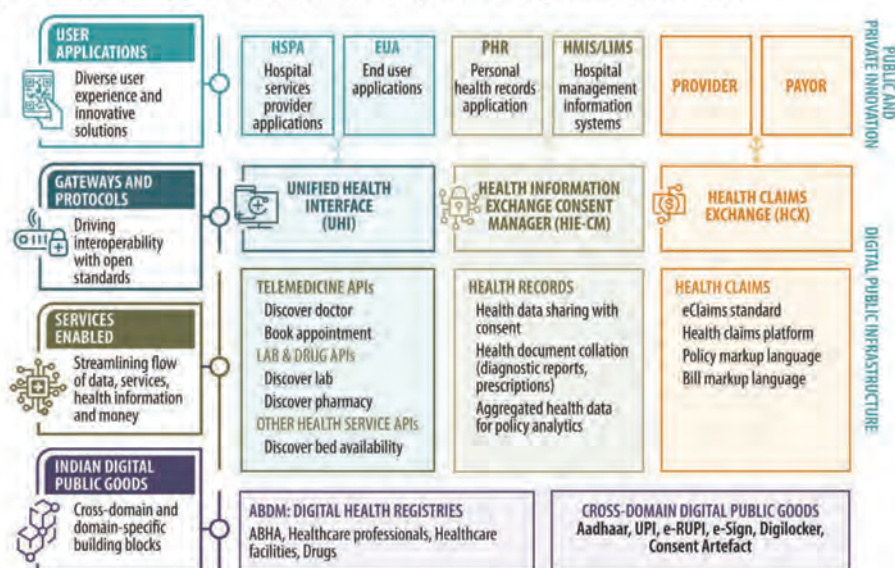 USER
APPLICATIONS
Diverse user
experience and
innovative
solutions
HSPA
Hospital
services
provider
applications
EUA
End user
applications
PHR
Personal
health records
application
HMIS/LIMS
Hospital
management
information
systems
PROVIDER
PAYOR
PUBLIC AND
PRIVATE INNOVATION
GATEWAYS AND
PROTOCOLS
Driving
interoperability
with open
standards
UNIFIED HEALTH
INTERFACE
(UHI)
HEALTH INFORMATION
EXCHANGE CONSENT
MANAGER (HIE-CM)
HEALTH CLAIMS
EXCHANGE (HCX)
DIGITAL PUBLIC INFRASTRUCTURE
SERVICES
ENABLED
Streamlining flow
of data, services,
health information
and money
TELEMEDICINE APIs
Discover doctor
Book appointment
LAB & DRUG APIs
Discover lab
Discover pharmacy
OTHER HEALTH SERVICE APIs
Discover bed availability
HEALTH RECORDS
Health data sharing with
consent
Health document collation
(diagnostic reports,
prescriptions)
Aggregated health data
for policy analytics
HEALTH CLAIMS
eClaims standard
Health claims platform
Policy markup language
Bill markup language
INDIAN DIGITAL
PUBLIC GOODS
Cross-domain and
domain-specific
building blocks
ABDM: DIGITAL HEALTH REGISTRIES
ABHA, Healthcare professionals, Healthcare
facilities, Drugs
CROSS-DOMAIN DIGITAL PUBLIC GOODS
Aadhaar, UPI, e-RUPI, e-Sign, Digilocker,
Consent Artefact